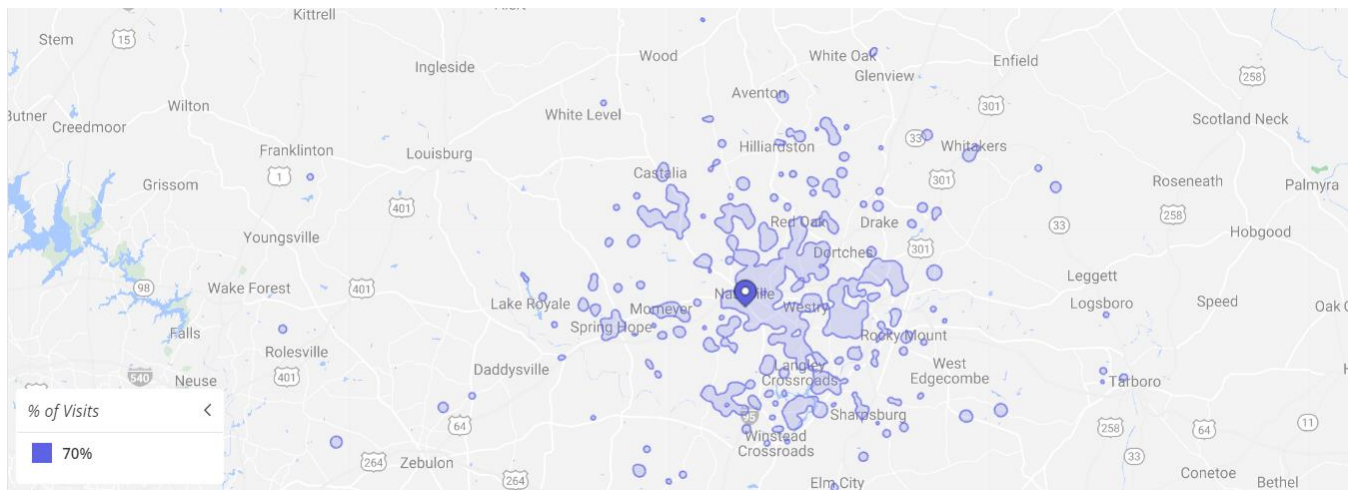 Kittrell
Stem
15
Wood
White Oak
Enfield
Ingleside
Glenview
258
Aventon
Wilton
301
White Level
Scotland Neck
Creedmoor
33
Franklinton
Louisburg
Hilliardston
Whitakers
1
Castalia
301
Grissom
Roseneath
Palmyra
401
258
Red Oak
Drake
33
Youngsville
Hobgood
301
Dortches
Leggett
98
Wake Forest
401
Lake Royale
Momeyer
Westry
Logsboro
Speed
Spring Hope
Falls
Rocky Mount
Rolesville
Daddysville
West
Edgecombe
Langley
Crossroads
540
Neuse
401
Tarboro
% of Visits
Sharpsburg
95
64
258
64
11
Winstead
Crossroads
70%
264
Zebulon
33
264
Conetoe
Elm City
Bethel